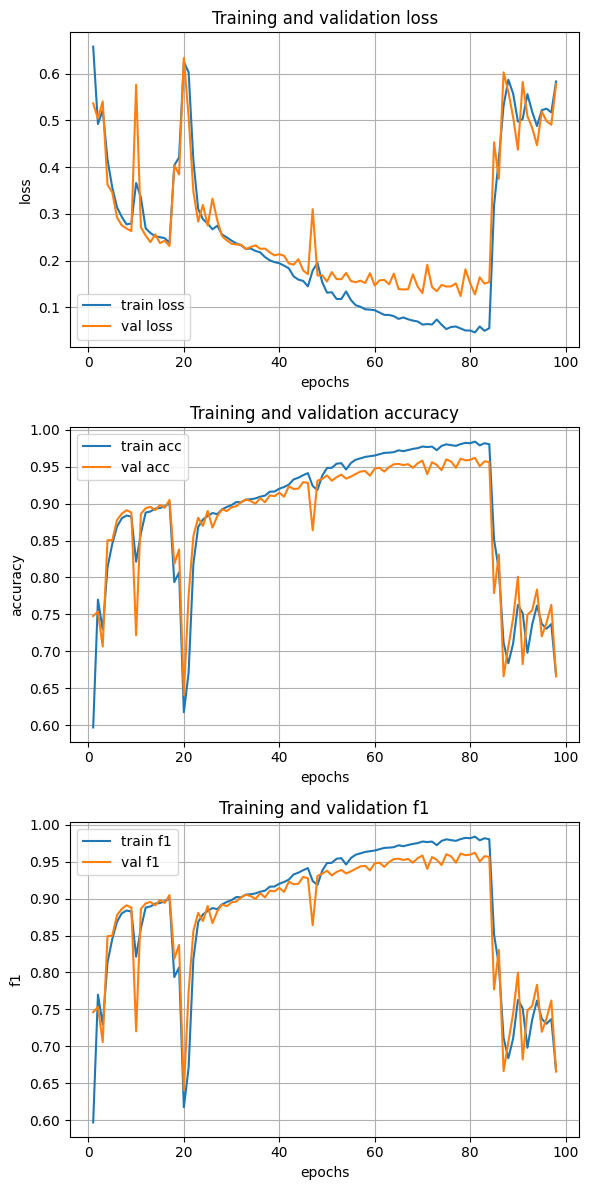 Training and validation loss
0.6
0.5
0.4
0.3
0.2
0.1
loss
train loss
val loss
0 20 40 60 80 100
epochs
Training and validation accuracy
1.00
0.95
0.90
0.85
0.80
0.75
0.70
0.65
0.60
accuracy
train acc
val acc
0 20 40 60 80 100
epochs
Training and validation f1
1.00
0.95
0.90
0.85
0.80
0.75
0.70
0.65
0.60
f1
train f1
val f1
0 20 40 60 80 100
epochs